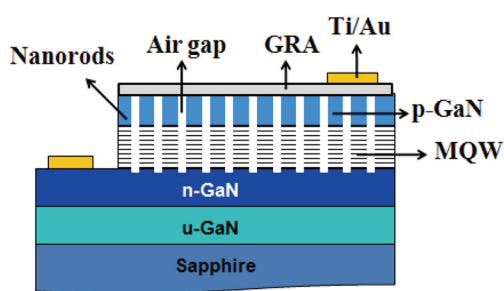 Ti/Au
Air gap
GRA
Nanorods
p-GaN
MQW
n-GaN
u-GaN
Sapphire